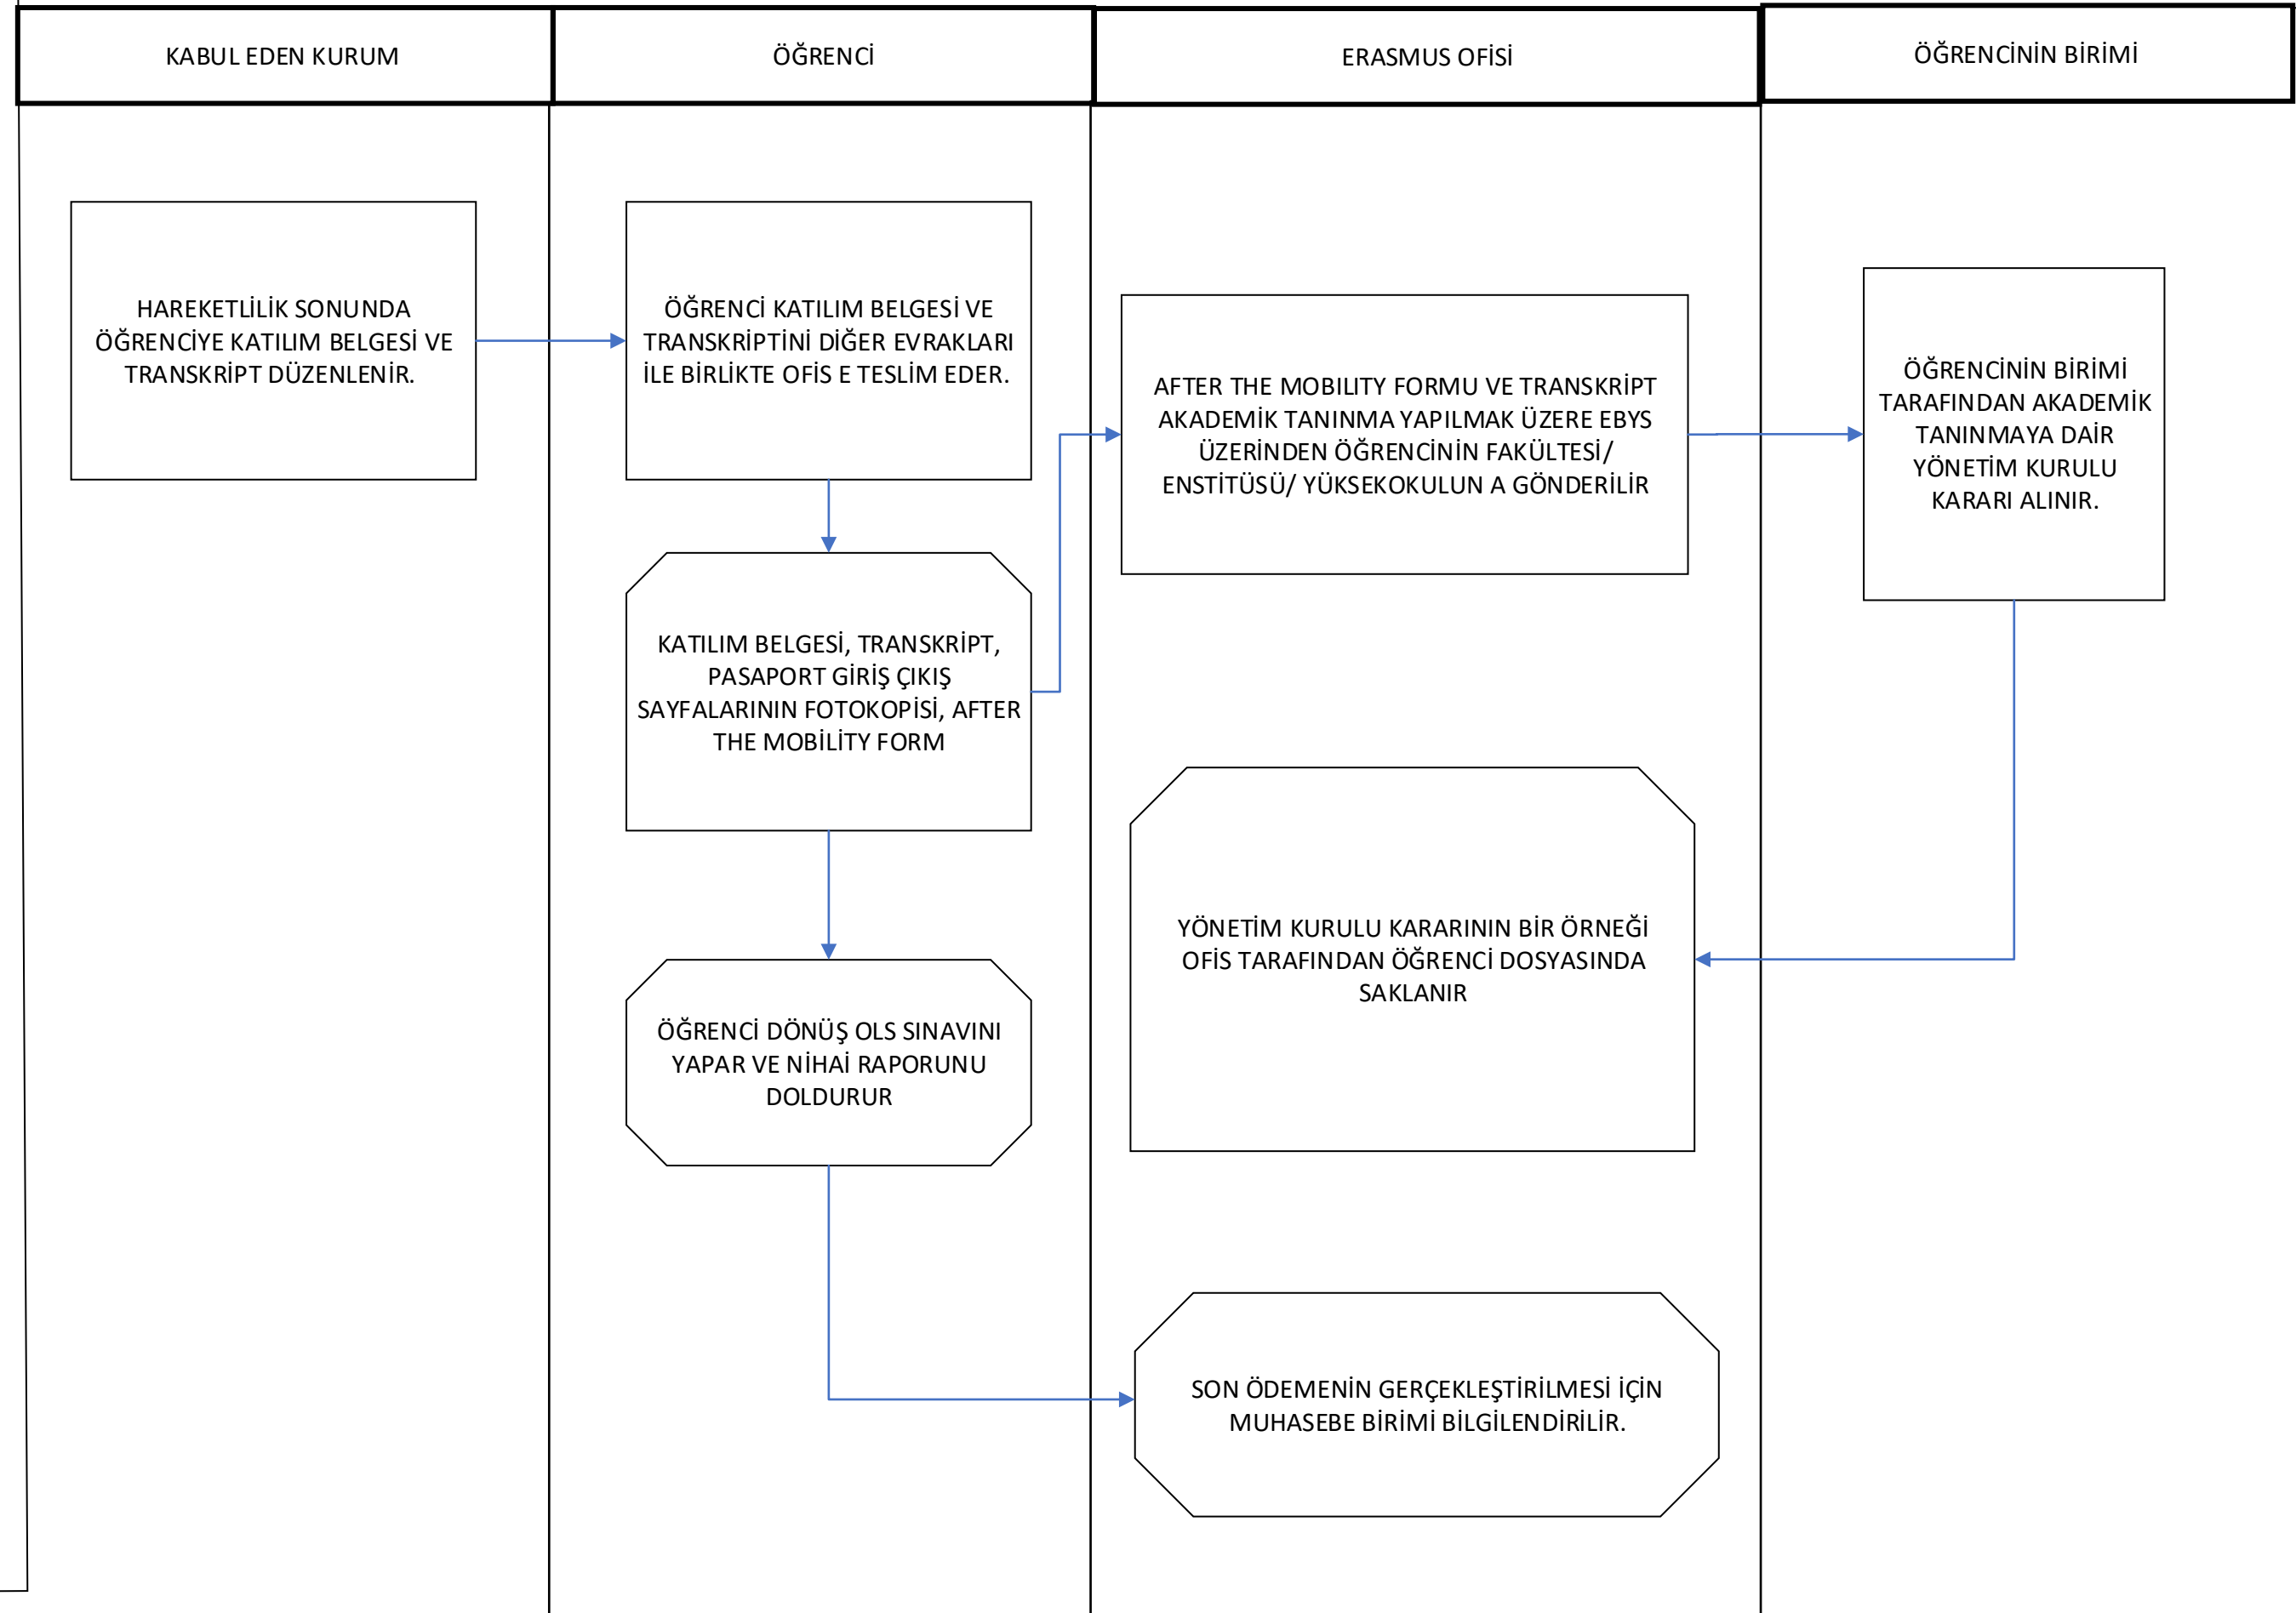 KABUL EDEN KURUM
ÖĞRENCİ
ERASMUS OFİSİ
ÖĞRENCİNİN BİRİMİ
HAREKETLİLİK SONUNDA
ÖĞRENCİYE KATILIM BELGESİ VE
TRANSKRİPT DÜZENLENİR.
ÖĞRENCİ KATILIM BELGESİ VE
TRANSKRİPTİNİ DİĞER EVRAKLARI
İLE BİRLİKTE OFİS E TESLİM EDER.
AFTER THE MOBILITY FORMU VE TRANSKRİPT
AKADEMİK TANINMA YAPILMAK ÜZERE EBYS
ÜZERİNDEN ÖĞRENCİNİN FAKÜLTESİ/
ENSTİTÜSÜ/ YÜKSEKOKULUN A GÖNDERİLİR
ÖĞRENCİNİN BİRİMİ
TARAFINDAN AKADEMİK
TANINMAYA DAİR
YÖNETİM KURULU
KARARI ALINIR.
KATILIM BELGESİ, TRANSKRİPT,
PASAPORT GİRİŞ ÇIKIŞ
SAYFALARININ FOTOKOPİSİ, AFTER
THE MOBİLİTY FORM
YÖNETİM KURULU KARARININ BİR ÖRNEĞİ
OFİS TARAFINDAN ÖĞRENCİ DOSYASINDA
SAKLANIR
ÖĞRENCİ DÖNÜŞ OLS SINAVINI
YAPAR VE NİHAİ RAPORUNU
DOLDURUR
SON ÖDEMENİN GERÇEKLEŞTİRİLMESİ İÇİN
MUHASEBE BİRİMİ BİLGİLENDİRİLİR.